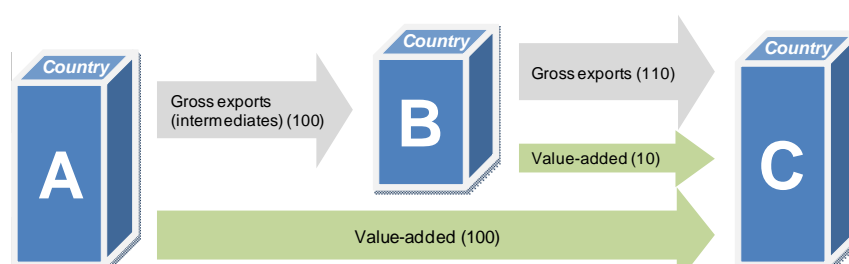 Country
A
Gross exports
(intermediates) (100)
Country
B
Gross exports (110)
Value-added (10)
Country
C
Value-added (100)